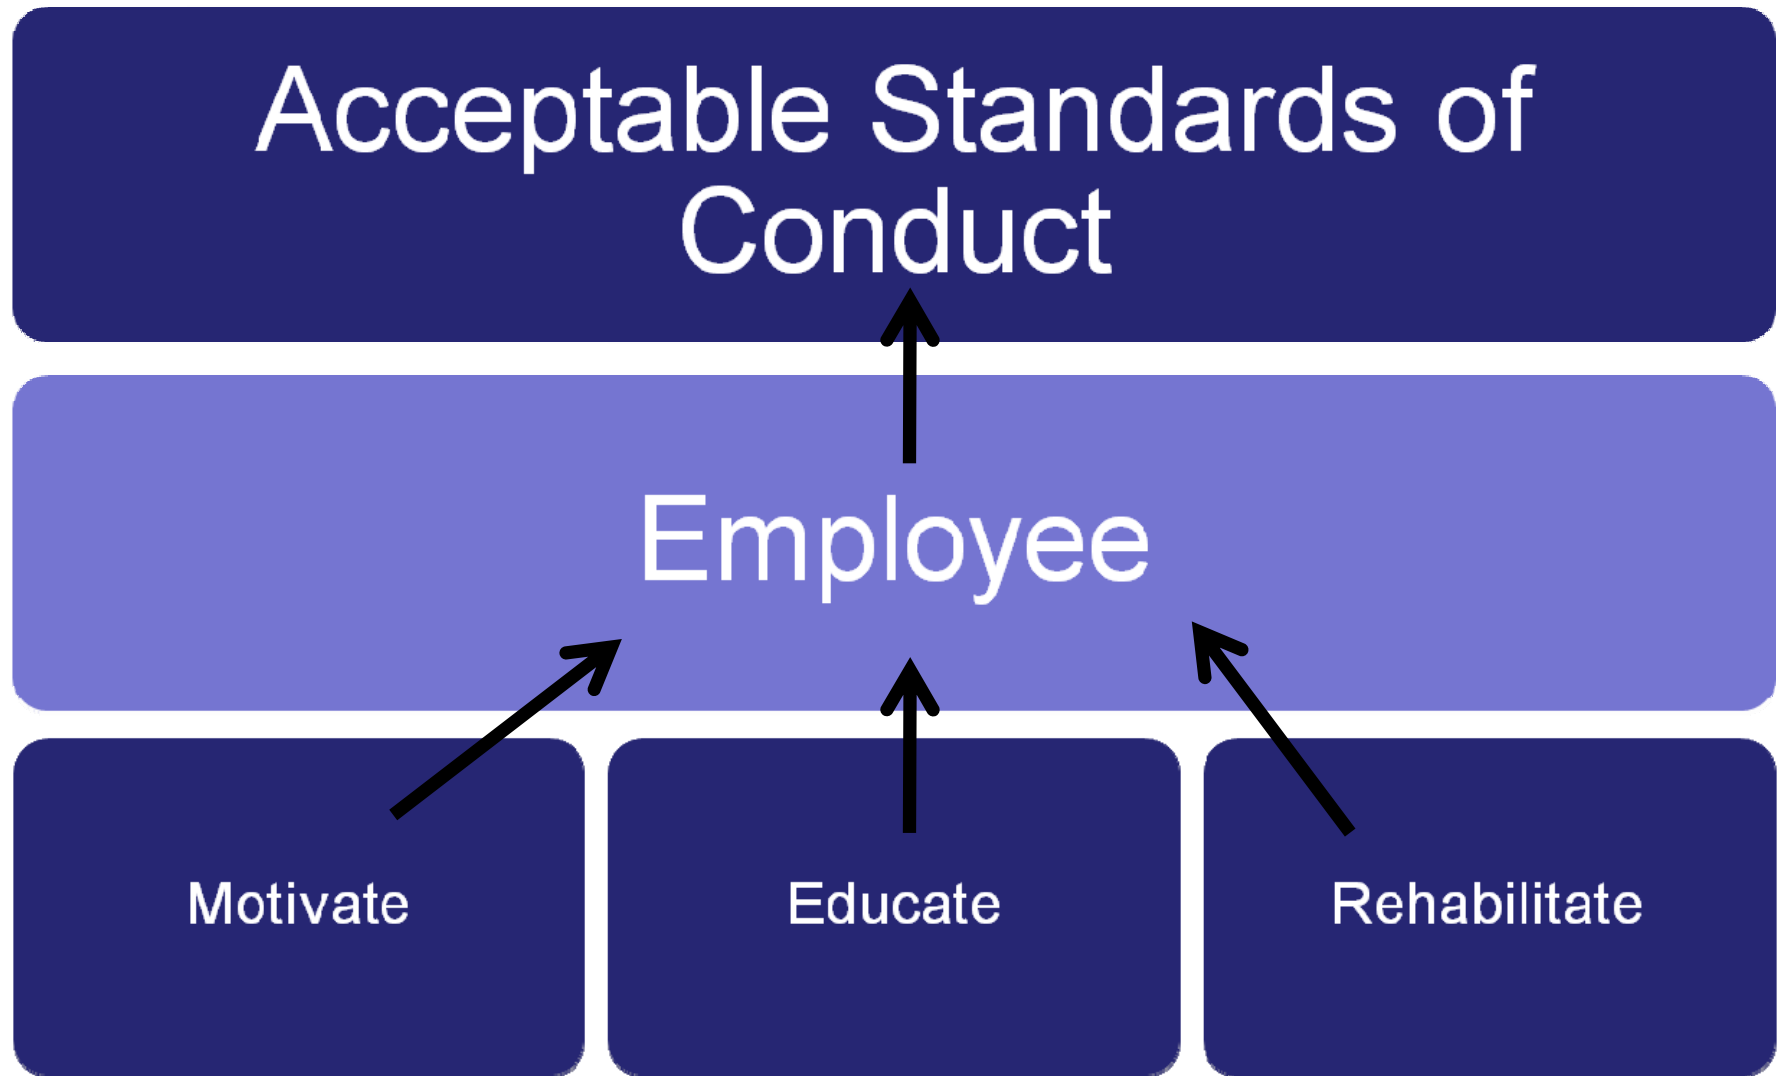 Acceptable Standards of
Conduct
Employee
Motivate
Educate
Rehabilitate